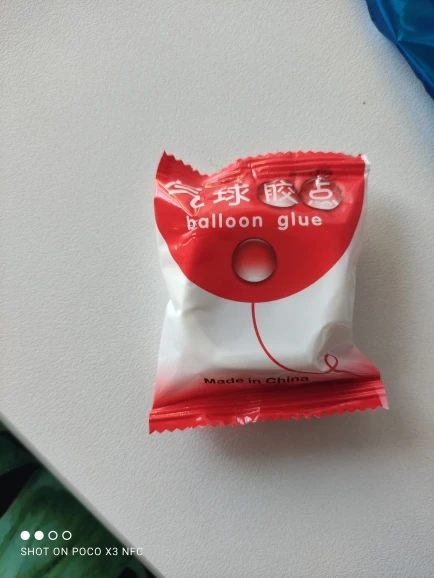 气球胶点
balloon glue
Made in China
SHOT ON POCO X3 NFC